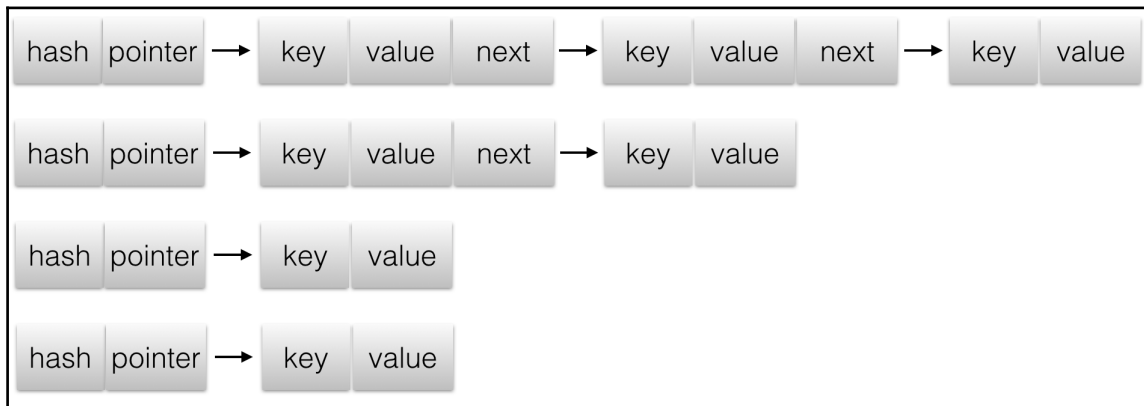 hash pointer key value next key value next key value
hash pointer key value next key value
hash pointer key value
hash pointer key value